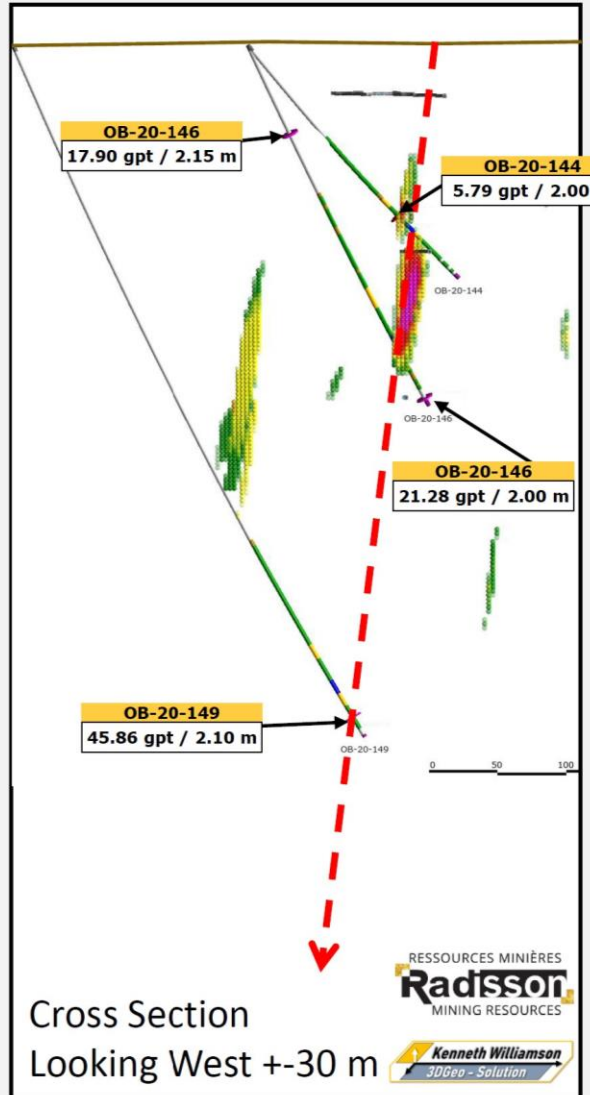 OB-20-146
17.90 gpt / 2.15 m
OB-20-144
5.79 gpt / 2.00
OB-20-144
OB-20-146
OB-20-146
21.28 gpt / 2.00 m
OB-20-149
45.86 gpt / 2.10 m
OB-20-149
0 50 100
RESSOURCES MINIÈRES
Radisson
MINING RESOURCES
Cross Section
Looking West +-30 m
Kenneth Williamson
3DGeo - Solution